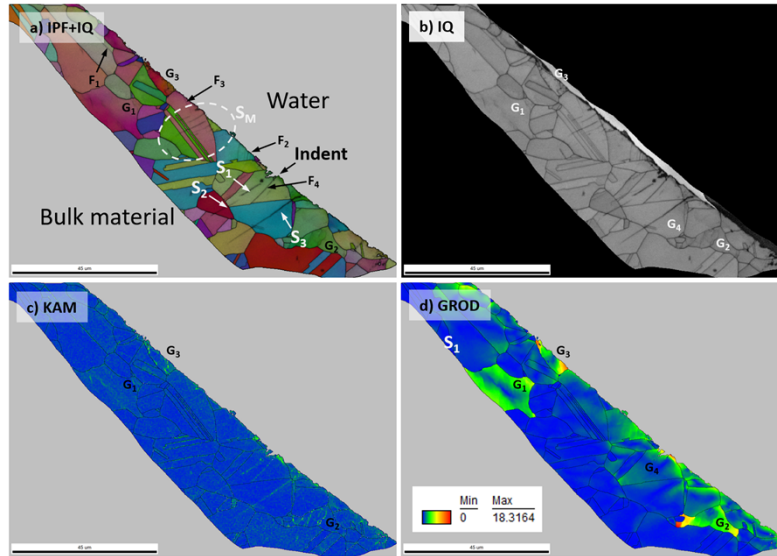 a) IPF+IQ
F₁
G₃
F₃
Water
G₁
S_M
F₂
Indent
S₁
F₄
S₂
Bulk material
S₃
G₂
45 um
b) IQ
G₃
G₁
G₄
G₂
45 um
c) KAM
G₃
G₁
G₂
45 um
d) GROD
S₁
G₃
G₁
G₄
Min Max
0 18.3164
G₂
45 um